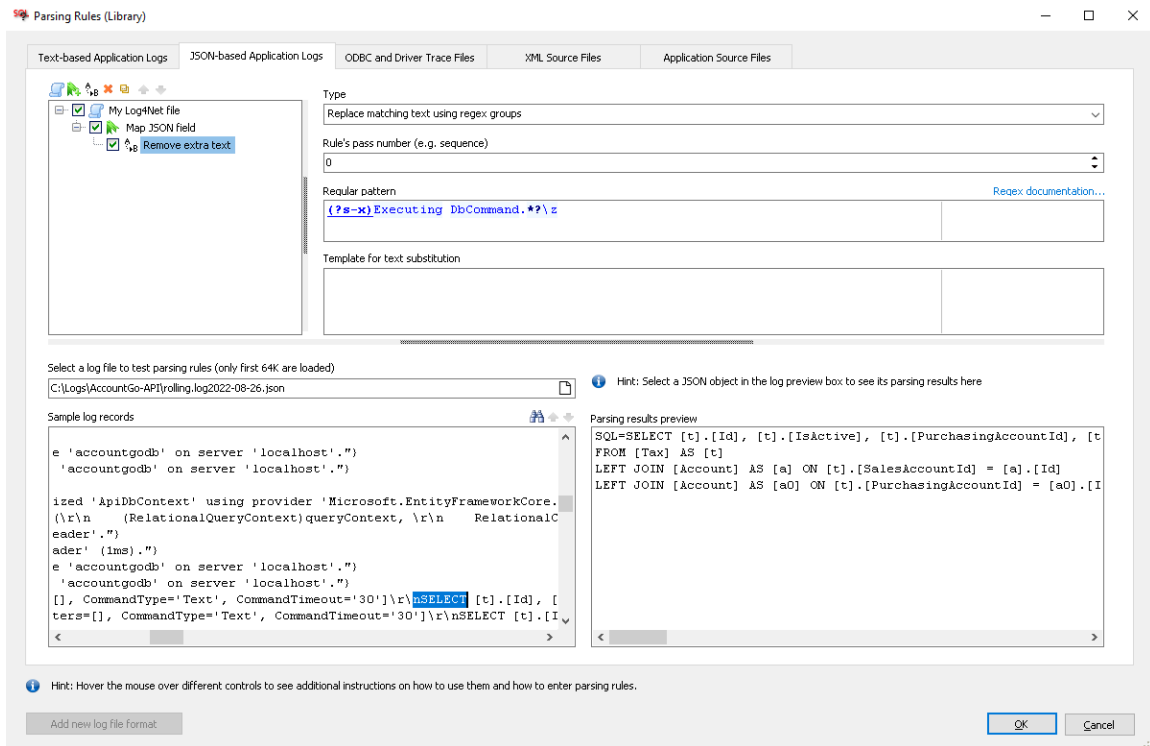 SQL Parsing Rules (Library)
Text-based Application Logs
JSON-based Application Logs
ODBC and Driver Trace Files
XML Source Files
Application Source Files
My Log4Net file
Map JSON field
Remove extra text
Type
Replace matching text using regex groups
Rule's pass number (e.g. sequence)
0
Regular pattern
Regex documentation...
(?s-x)Executing DbCommand.*?\z
Template for text substitution
Select a log file to test parsing rules (only first 64K are loaded)
C:\Logs\AccountGo-API\rolling.log2022-08-26.json
Hint: Select a JSON object in the log preview box to see its parsing results here
Sample log records
e 'accountgodb' on server 'localhost'."}
'accountgodb' on server 'localhost'."}
ized 'ApiDbContext' using provider 'Microsoft.EntityFrameworkCore.
(\r\n    (RelationalQueryContext)queryContext, \r\n    RelationalC
eader'."}
ader' (1ms)."}
e 'accountgodb' on server 'localhost'."}
'accountgodb' on server 'localhost'."}
[], CommandType='Text', CommandTimeout='30']\r\nSELECT [t].[Id], [
ters=[], CommandType='Text', CommandTimeout='30']\r\nSELECT [t].[I
Parsing results preview
SQL=SELECT [t].[Id], [t].[IsActive], [t].[PurchasingAccountId], [t
FROM [Tax] AS [t]
LEFT JOIN [Account] AS [a] ON [t].[SalesAccountId] = [a].[Id]
LEFT JOIN [Account] AS [a0] ON [t].[PurchasingAccountId] = [a0].[I
Hint: Hover the mouse over different controls to see additional instructions on how to use them and how to enter parsing rules.
Add new log file format
OK
Cancel